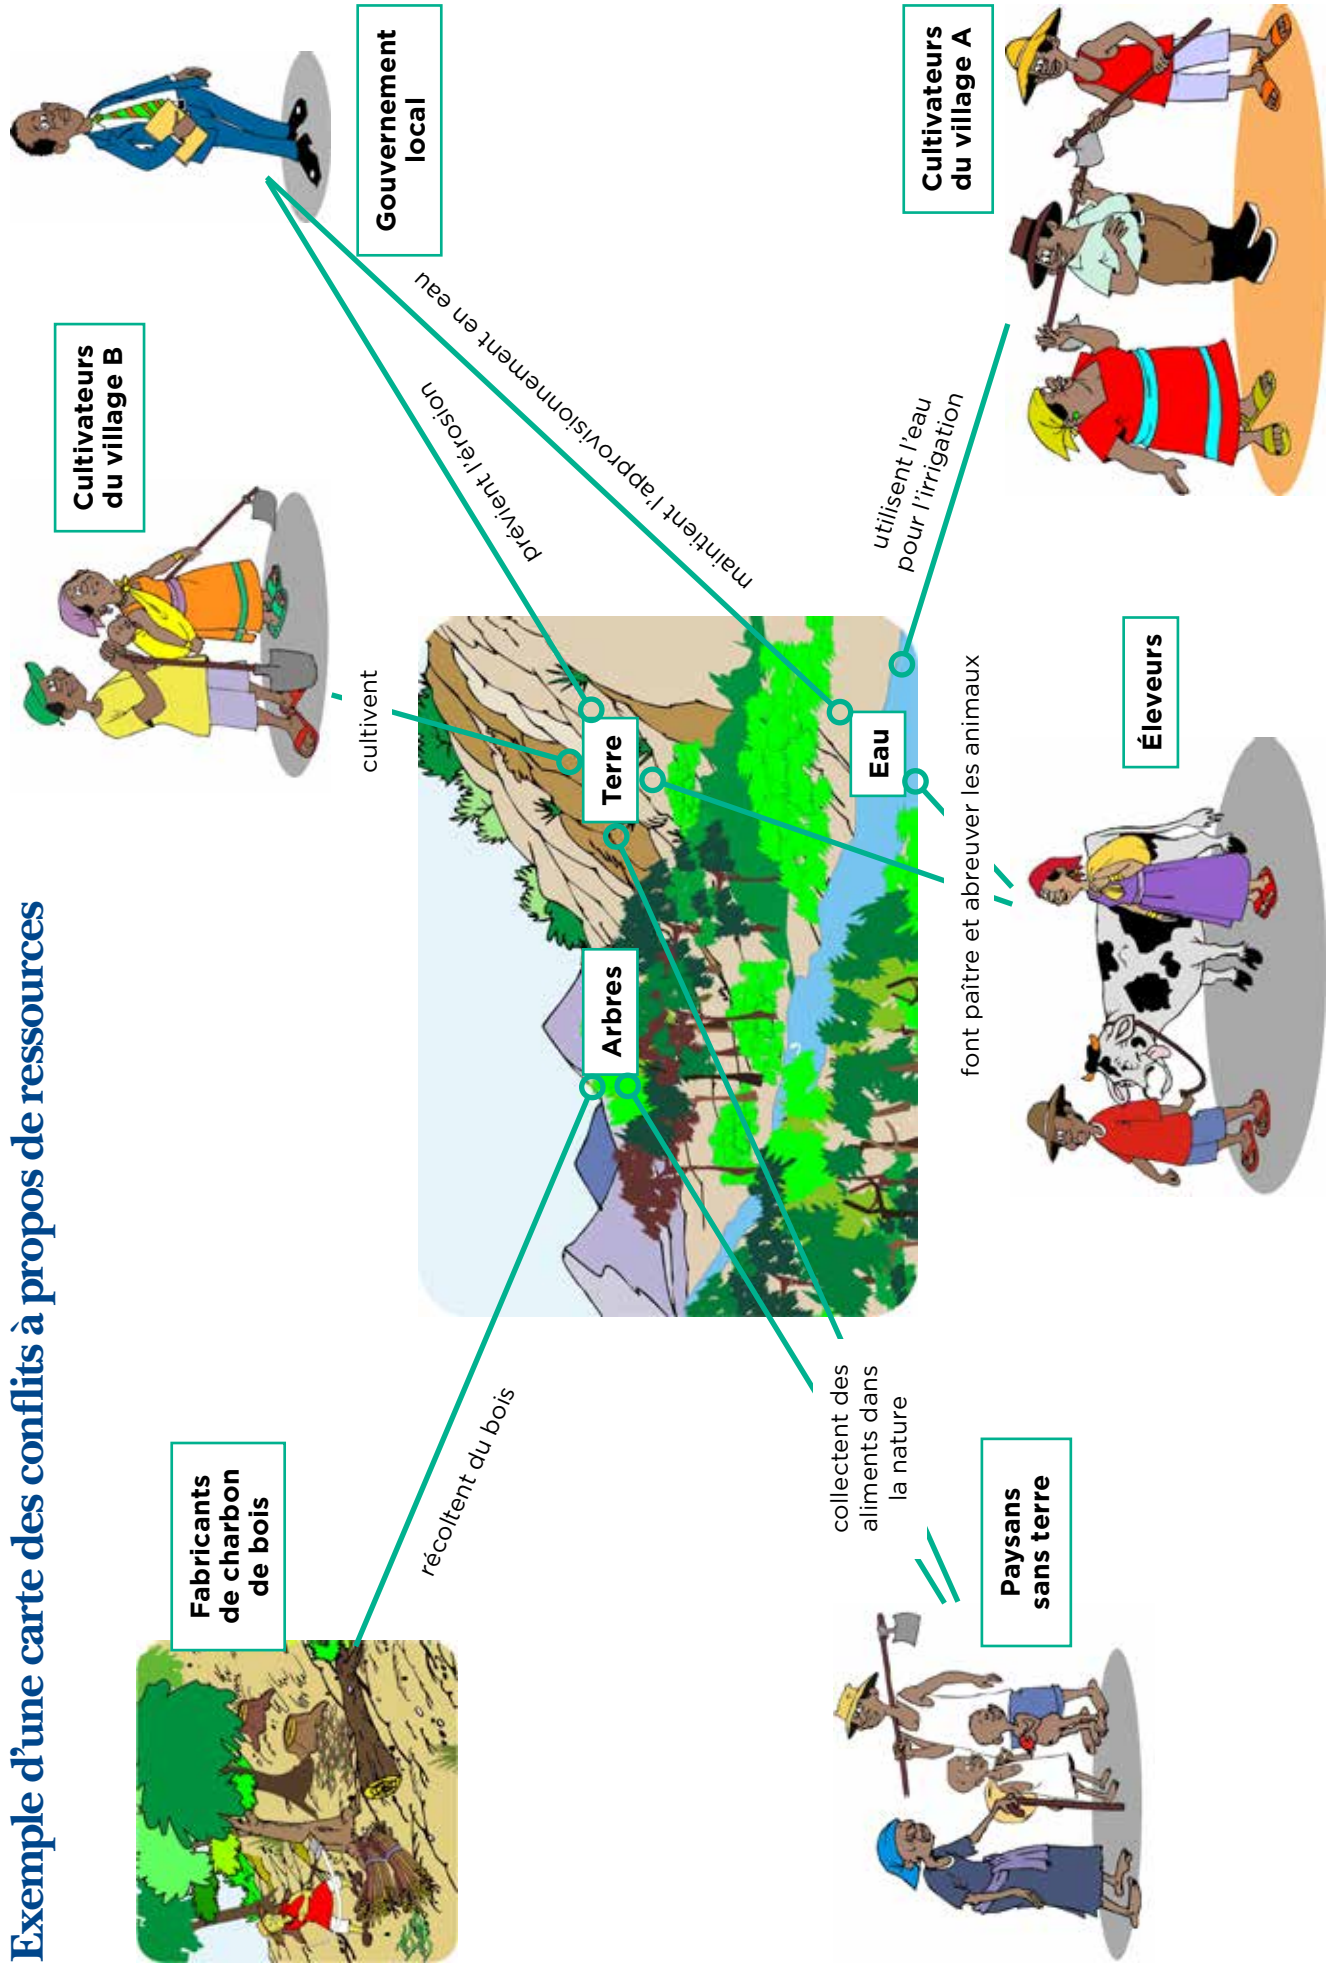 Exemple d'une carte des conflits à propos de ressources
Fabricants
de charbon
de bois
Cultivateurs
du village B
Gouvernement
local
récoltent du bois
cultivent
prévient l'érosion
maintient l'approvisionnement en eau
Arbres
Terre
Eau
collectent des
aliments dans
la nature
font paître et abreuver les animaux
utilisent l'eau
pour l'irrigation
Paysans
sans terre
Éleveurs
Cultivateurs
du village A